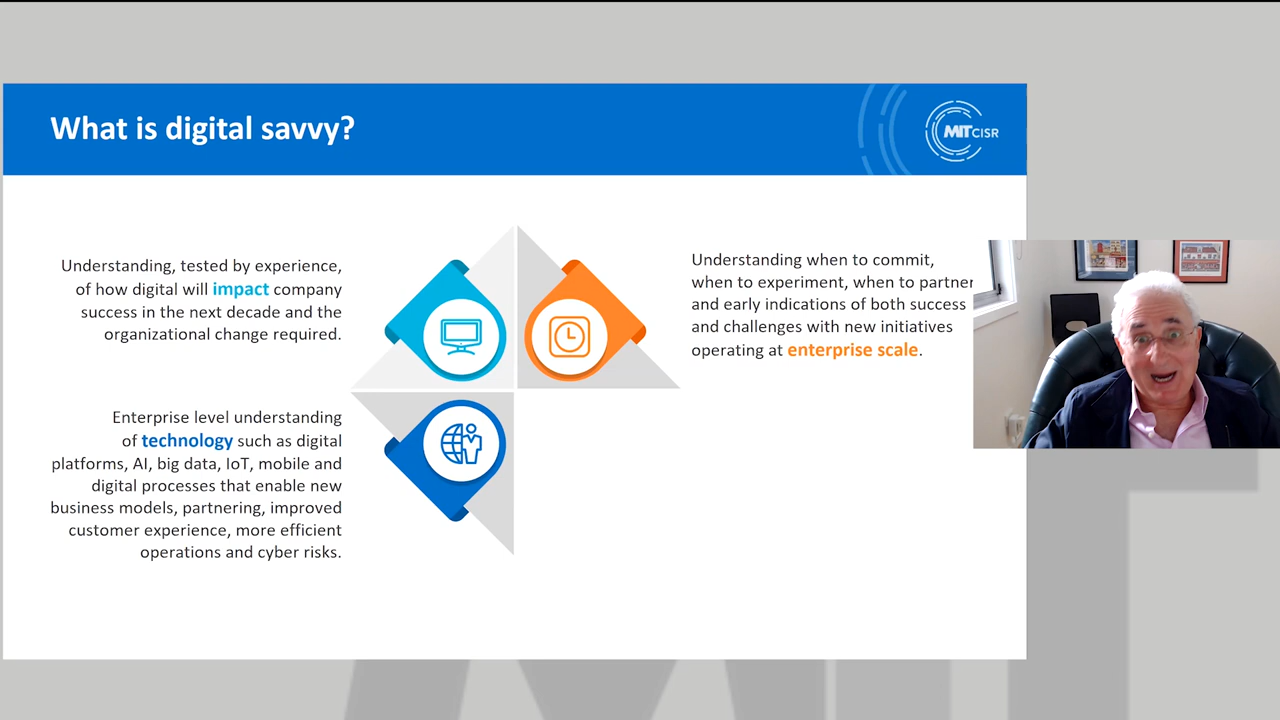 What is digital savvy?
MIT CISR
Understanding, tested by experience,
of how digital will impact company
success in the next decade and the
organizational change required.
Understanding when to commit,
when to experiment, when to partner
and early indications of both success
and challenges with new initiatives
operating at enterprise scale.
Enterprise level understanding
of technology such as digital
platforms, AI, big data, IoT, mobile and
digital processes that enable new
business models, partnering, improved
customer experience, more efficient
operations and cyber risks.